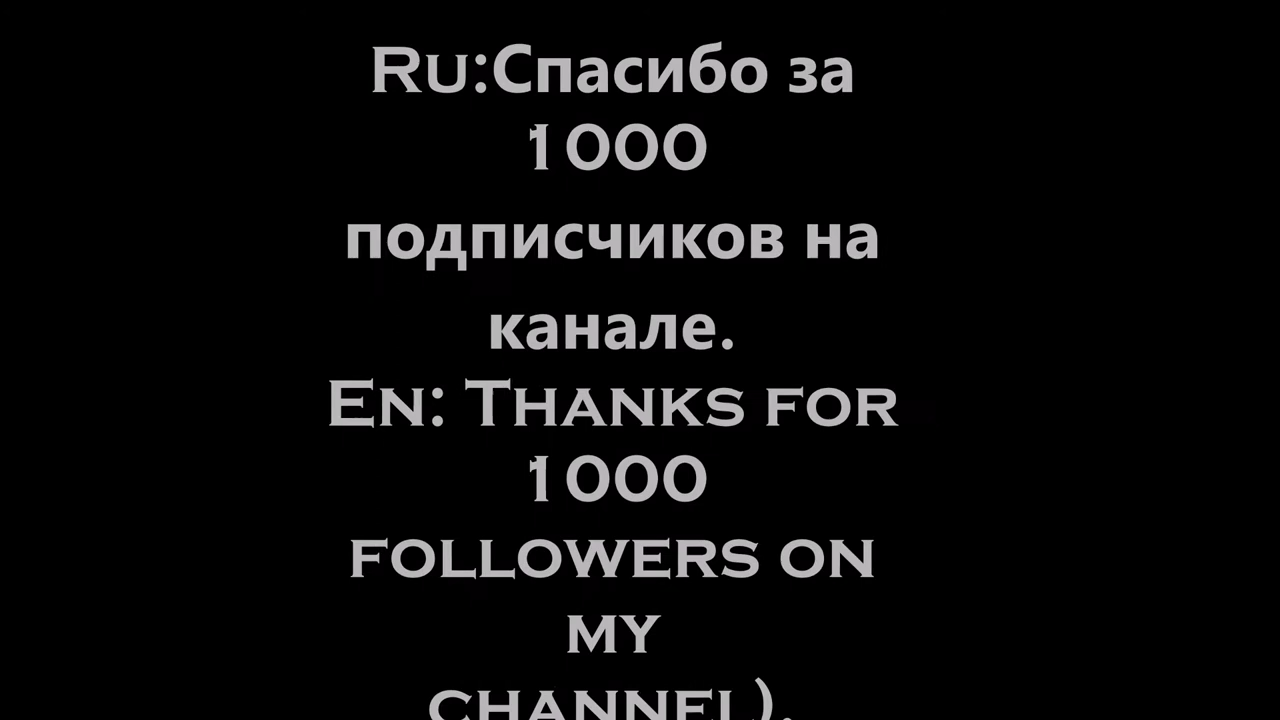 Ru:Спасибо за
1000
подписчиков на
канале.
En: Thanks for
1000
followers on
my
channel).